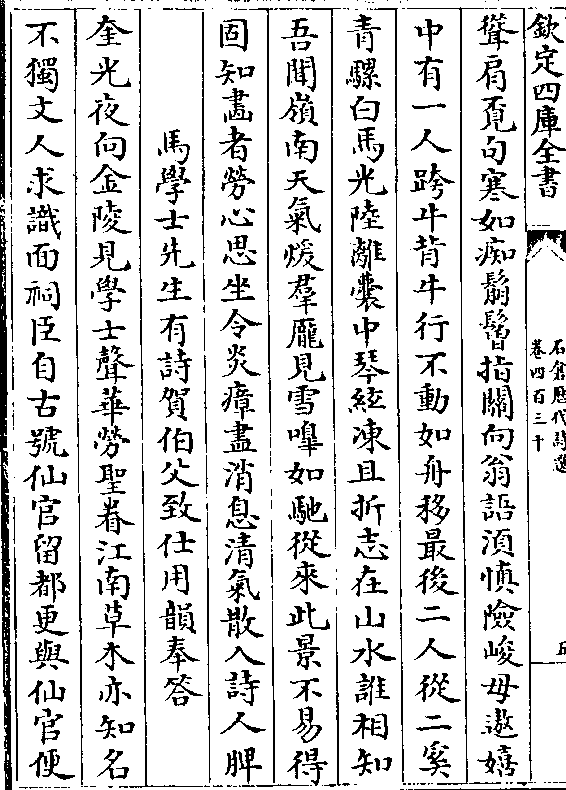 欽定四庫全書
石倉歴代詩選
卷四百三十
聳肩覓句寒如痴鬅鬙指關向翁語湏慎險峻毋遨嬉
中有一人跨牛背牛行不動如舟移最後二人從二奚
青騾白馬光陸離囊中琴絃凍且折志在山水誰相知
吾聞嶺南天氣煖羣厖見雪嘷如馳從來此景不易得
固知畵者勞心思坐令炎瘴盡消息清氣散入詩人脾
馬學士先生有詩賀伯父致仕用韻奉答
奎光夜向金陵見學士聲華勞聖眷江南草木亦知名
不獨文人求識面祠臣自古號仙官留都更與仙官便